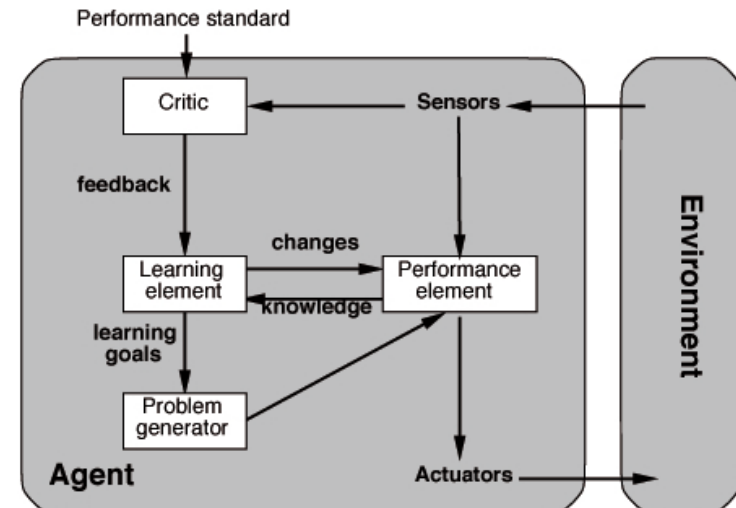 Performance standard
Critic
Sensors
feedback
changes
Learning
element
Performance
element
knowledge
learning
goals
Problem
generator
Agent
Actuators
Environment